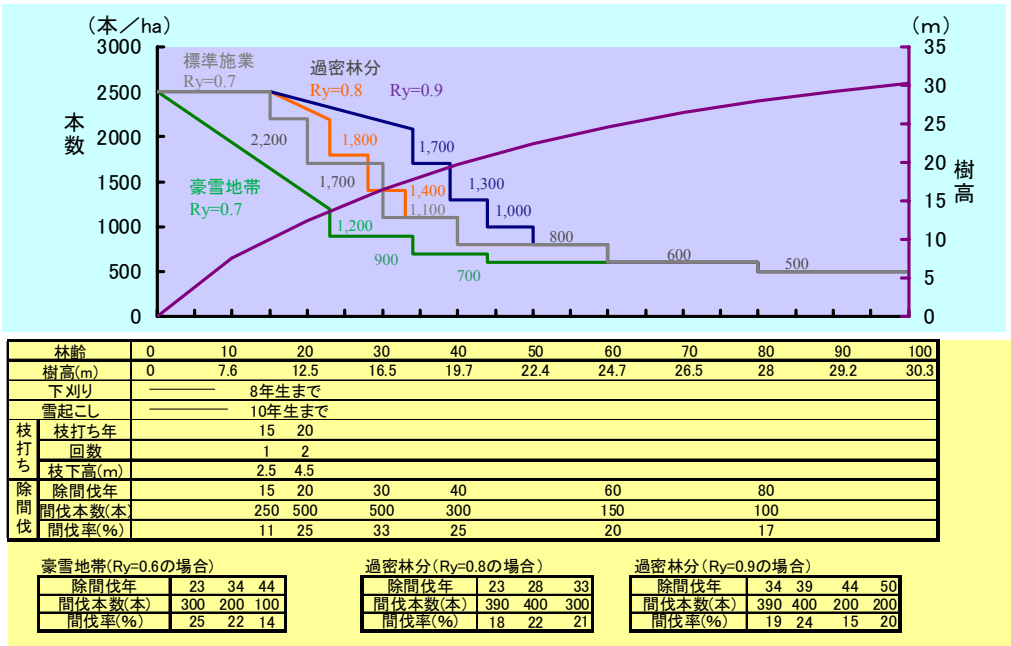 (本／ha)
(m)
3000
35
標準施業
過密林分
Ry=0.7
Ry=0.8
Ry=0.9
30
2500
25
本数
2,200
1,800
1,700
2000
20
樹高
豪雪地帯
1,700
1,400
1,300
1500
Ry=0.7
1,100
1,000
15
1,200
800
1000
10
900
700
600
500
500
5
0
0
林齢 0 10 20 30 40 50 60 70 80 90 100
樹高(m) 0 7.6 12.5 16.5 19.7 22.4 24.7 26.5 28 29.2 30.3
下刈り 8年生まで
雪起こし 10年生まで
枝打ち
枝打ち年 15 20
回数 1 2
枝下高(m) 2.5 4.5
除間伐
除間伐年 15 20 30 40 60 80
間伐本数(本) 250 500 500 300 150 100
間伐率(%) 11 25 33 25 20 17
豪雪地帯(Ry=0.6の場合)
除間伐年 23 34 44
間伐本数(本) 300 200 100
間伐率(%) 25 22 14
過密林分(Ry=0.8の場合)
除間伐年 23 28 33
間伐本数(本) 390 400 300
間伐率(%) 18 22 21
過密林分(Ry=0.9の場合)
除間伐年 34 39 44 50
間伐本数(本) 390 400 200 200
間伐率(%) 19 24 15 20